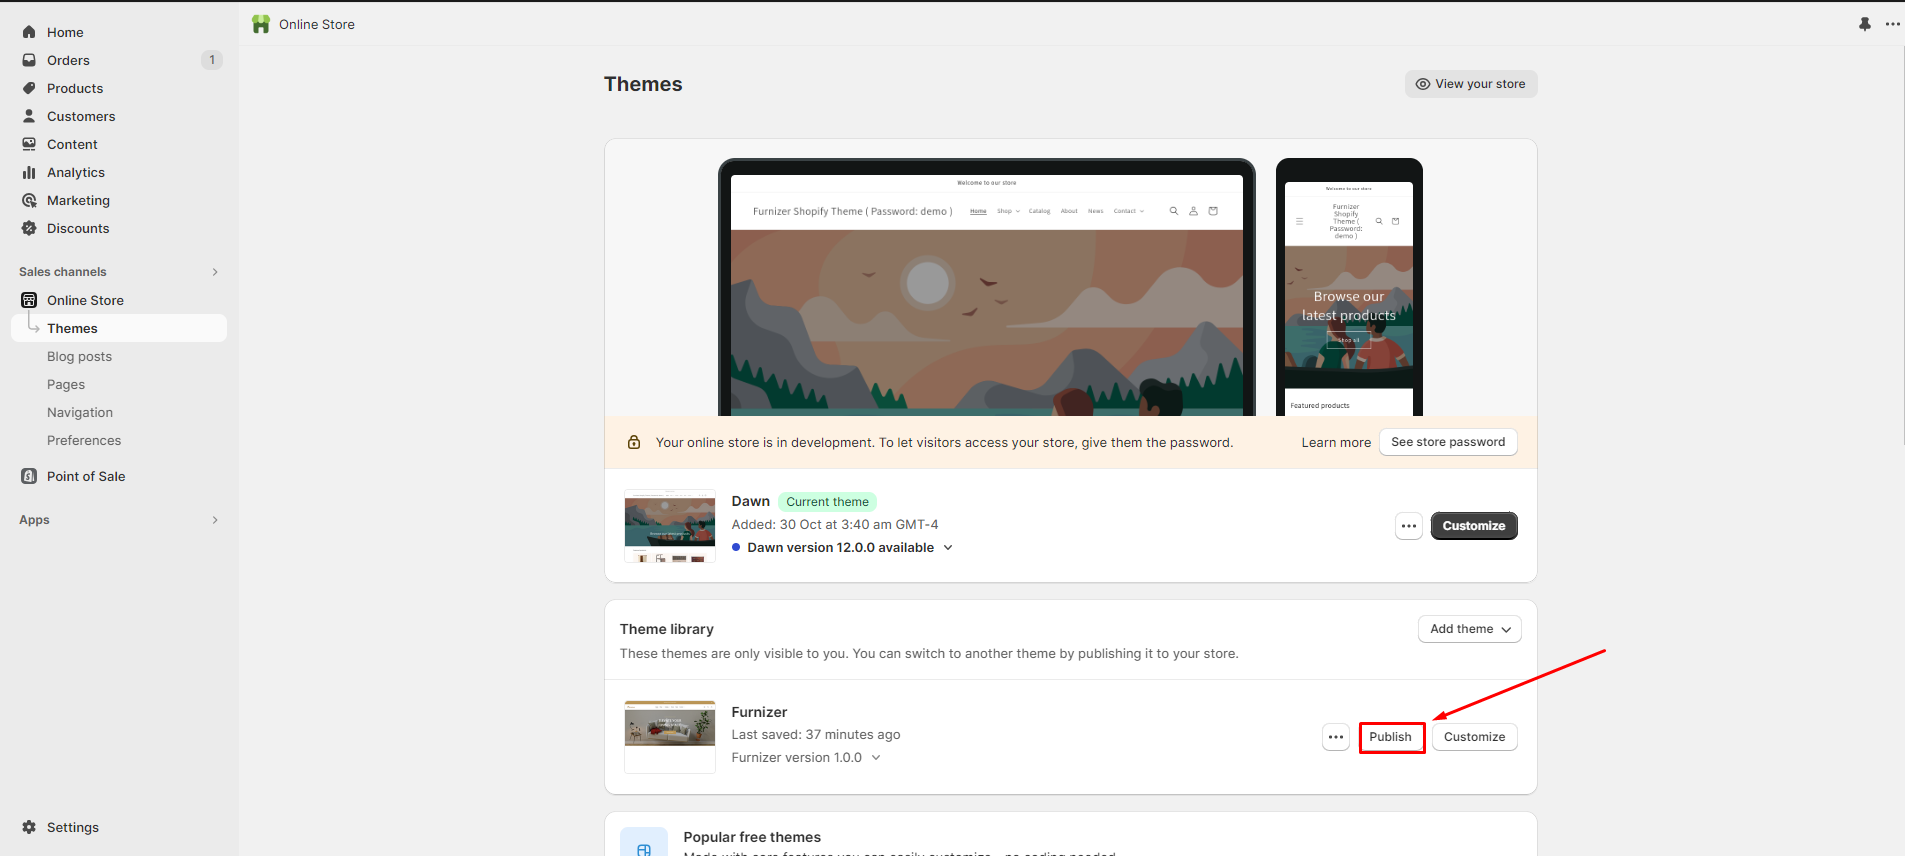 Home
Orders
1
Products
Customers
Content
Analytics
Marketing
Discounts
Sales channels
Online Store
Themes
Blog posts
Pages
Navigation
Preferences
Point of Sale
Apps
Settings
Online Store
Themes
View your store
Welcome to our store
Furnizer Shopify Theme ( Password: demo )
Home Shop Catalog About News Contact
Welcome to our store
Furnizer
Shopify
Theme (
Password:
demo )
Browse our
latest products
Shop all
Featured products
Your online store is in development. To let visitors access your store, give them the password.
Learn more
See store password
Dawn Current theme
Added: 30 Oct at 3:40 am GMT-4
Dawn version 12.0.0 available
Customize
Theme library
Add theme
These themes are only visible to you. You can switch to another theme by publishing it to your store.
Furnizer
Last saved: 37 minutes ago
Furnizer version 1.0.0
Publish
Customize
Popular free themes